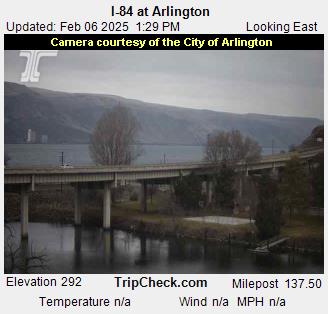 I-84 at Arlington
Updated: Feb 06 2025 1:29 PM Looking East
Camera courtesy of the City of Arlington
Elevation 292 TripCheck.com Milepost 137.50
Temperature n/a Wind n/a MPH n/a